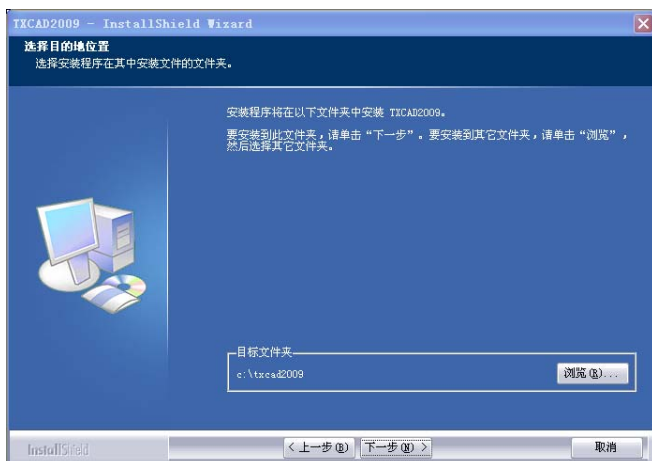 TXCAD2009 - InstallShield Wizard
选择目的地位置
选择安装程序在其中安装文件的文件夹。
安装程序将在以下文件夹中安装 TXCAD2009。
要安装到此文件夹，请单击“下一步”。要安装到其它文件夹，请单击“浏览”，
然后选择其它文件夹。
目标文件夹
c:\txcad2009
浏览(R)...
InstallShield
< 上一步(B)
下一步(N) >
取消